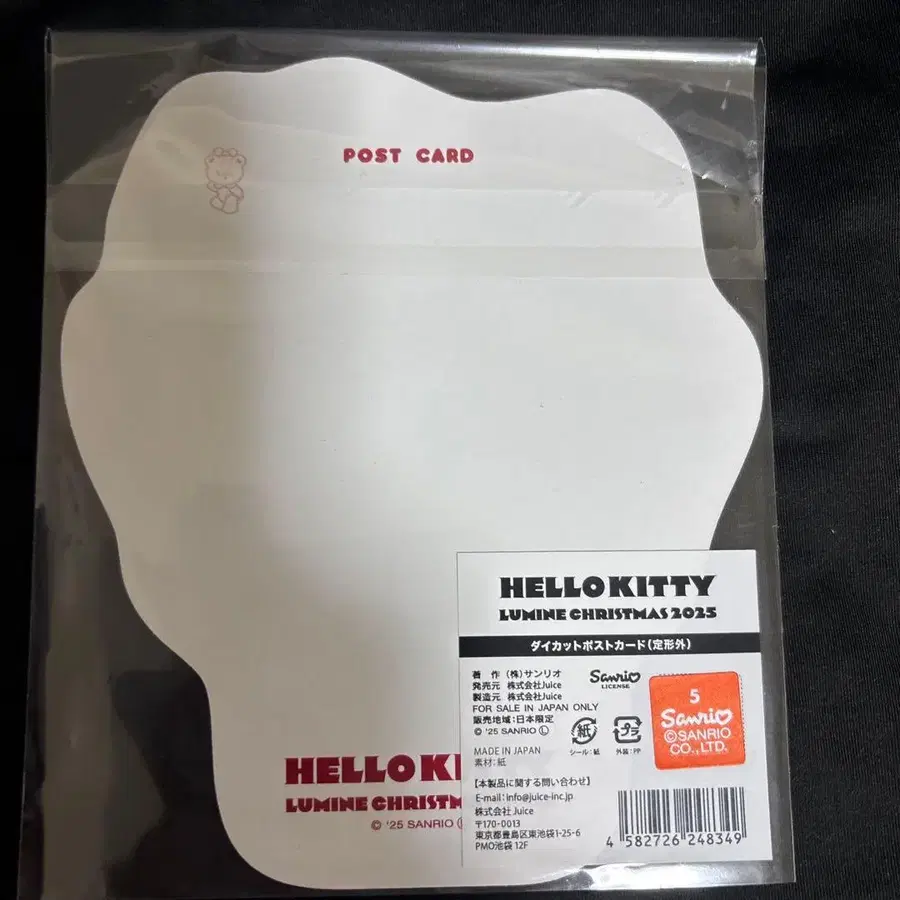 POST CARD
HELLO KITTY
LUMINE CHRISTMAS 2025
ダイカットポストカード(定形外)
著 作 (株)サンリオ
発売元 株式会社Juice
製造元 株式会社Juice
FOR SALE IN JAPAN ONLY
販売地域:日本限定
© '25 SANRIO Ⓛ
Sanrio
LICENSE
紙
シール:紙
プラ
外装:PP
5
Sanrio
©SANRIO
CO., LTD.
MADE IN JAPAN
素材:紙
【本製品に関する問い合わせ】
E-mail:info@juice-inc.jp
株式会社 Juice
〒170-0013
東京都豊島区東池袋1-25-6
PMO池袋 12F
4 582726 248349
HELLO KI
LUMINE CHRISTM
© '25 SANRIO